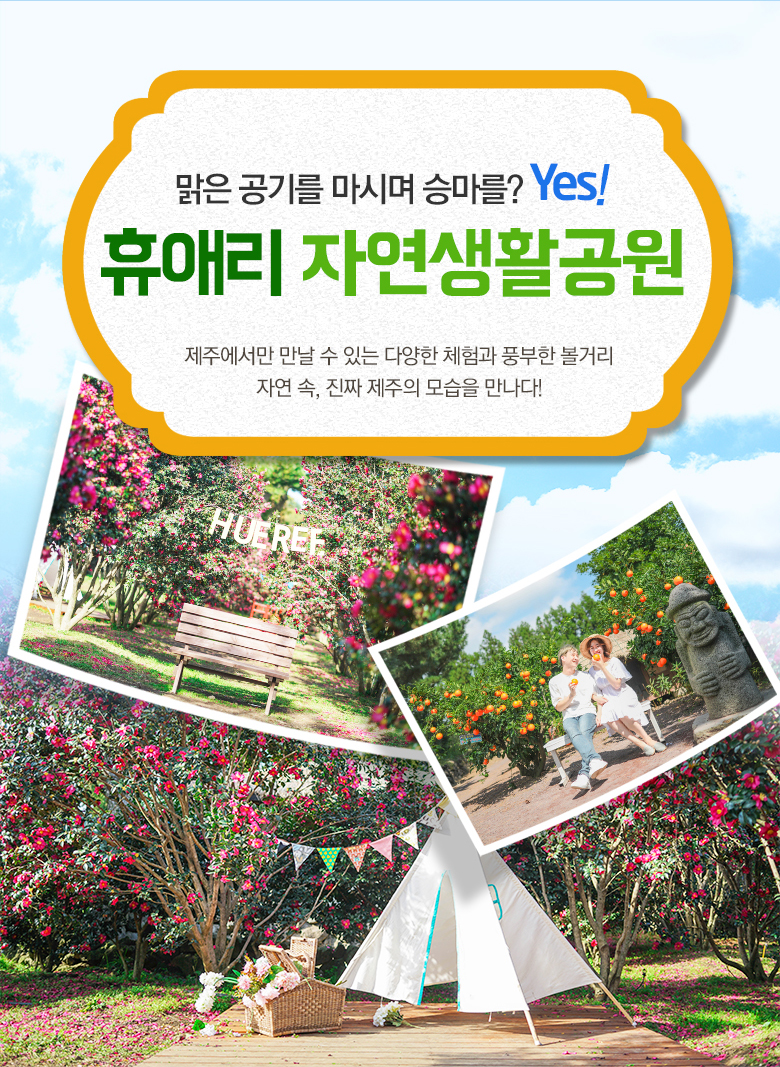 맑은 공기를 마시며 승마를? Yes!
휴애리 자연생활공원
제주에서만 만날 수 있는 다양한 체험과 풍부한 볼거리
자연 속, 진짜 제주의 모습을 만나다!
HUEREE